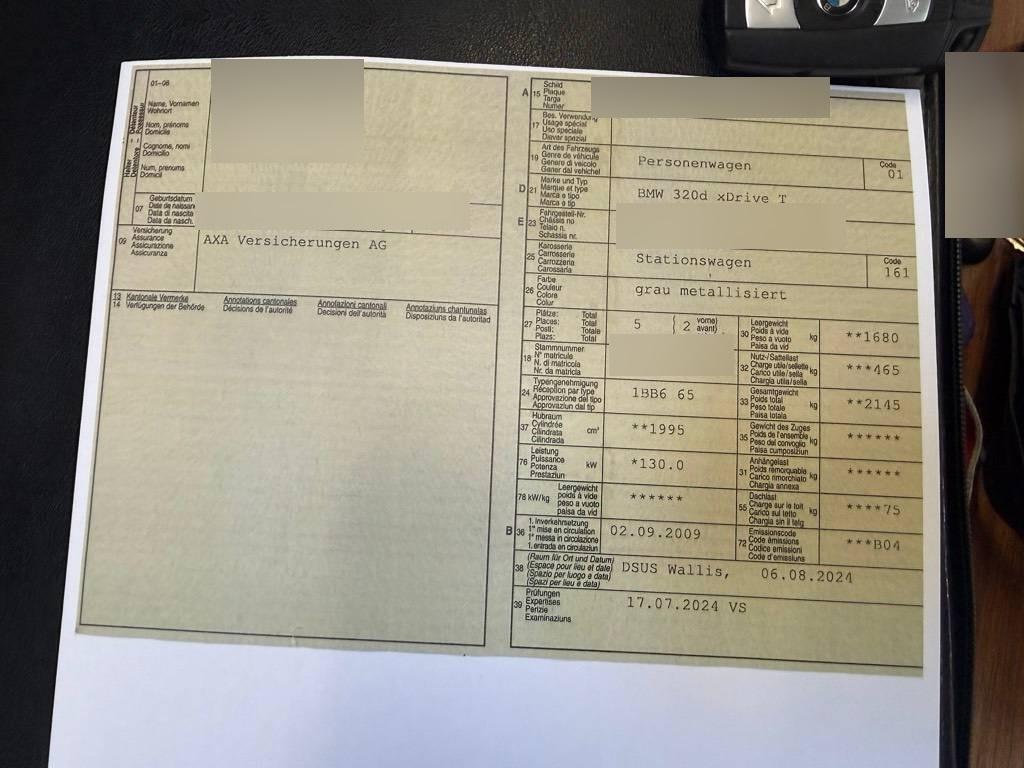 01–06
Halter
Détenteur
Detentore
Possessur
Name, Vornamen
Wohnort
Nom, prénoms
Domicile
Cognome, nomi
Domicilio
Num, prenums
Domicil
07
Geburtsdatum
Date de naissan
Data di nascita
Data da nasch.
09
Versicherung
Assurance
Assicurazione
Assicuranza
AXA Versicherungen AG
13
14
Kantonale Vermerke
Verfügungen der Behörde
Annotations cantonales
Décisions de l'autorité
Annotazioni cantonali
Decisioni dell'autorità
Annotaziuns chantunalas
Disposiziuns da l'autoritad
A
15
Schild
Plaque
Targa
Numer
17
Bes. Verwendung
Usage spécial
Uso speciale
Diever spezial
19
Art des Fahrzeugs
Genre de véhicule
Genere di veicolo
Gener dal vehichel
Personenwagen
Code
01
D
21
Marke und Typ
Marque et type
Marca e tipo
Marca e tip
BMW 320d xDrive T
E
23
Fahrgestell-Nr.
Châssis no
Telaio n.
Schassis nr.
25
Karosserie
Carrosserie
Carrozzeria
Carossaria
Stationswagen
Code
161
26
Farbe
Couleur
Colore
Colur
grau metallisiert
27
Plätze: Total
Places: Total
Posti: Totale
Plazs: Total
5
2
vorne
avant
30
Leergewicht
Poids à vide
Peso a vuoto
Paisa da vid
kg
**1680
18
Stammnummer
N° matricule
N. di matricola
Nr. da matricla
32
Nutz-/Sattellast
Charge utile/sellette
Carico utile/sella
Chargia utila/sella
kg
***465
24
Typengenehmigung
Réception par type
Approvazione del tipo
Approvaziun dal tip
1BB6 65
33
Gesamtgewicht
Poids total
Peso totale
Paisa totala
kg
**2145
37
Hubraum
Cylindrée
Cilindrata
Cilindrada
cm³
**1995
35
Gewicht des Zuges
Poids de l'ensemble
Peso del convoglio
Paisa cumposiziun
kg
******
76
Leistung
Puissance
Potenza
Prestaziun
kW
*130.0
31
Anhängelast
Poids remorquable
Carico rimorchiato
Chargia annexa
kg
******
78 kW/kg
Leergewicht
poids à vide
peso a vuoto
paisa da vid
******
55
Dachlast
Charge sur le toit
Carico sul tetto
Chargia sin il tetg
kg
****75
B
36
1. Inverkehrsetzung
1re mise en circulation
1a messa in circolazione
1. entrada en circulaziun
02.09.2009
72
Emissionscode
Code émissions
Codice emissioni
Code d'emissiuns
***B04
38
(Raum für Ort und Datum)
(Espace pour lieu et date)
(Spazio per luogo e data)
(Spazi per lieu e data)
DSUS Wallis, 06.08.2024
39
Prüfungen
Expertises
Perizie
Examinaziuns
17.07.2024 VS